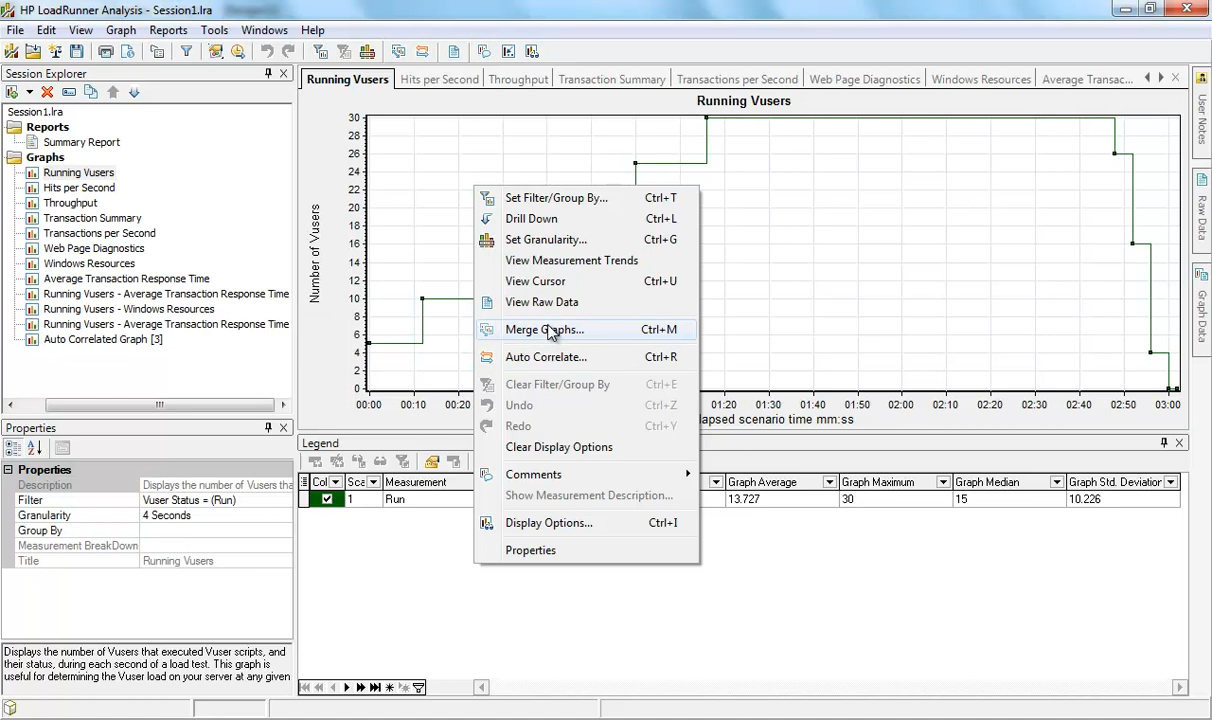 HP LoadRunner Analysis - Session1.lra
File Edit View Graph Reports Tools Windows Help
Session Explorer
Session1.lra
Reports
Summary Report
Graphs
Running Vusers
Hits per Second
Throughput
Transaction Summary
Transactions per Second
Web Page Diagnostics
Windows Resources
Average Transaction Response Time
Running Vusers - Average Transaction Response Time
Running Vusers - Windows Resources
Running Vusers - Average Transaction Response Time
Auto Correlated Graph [3]
Properties
Properties
Description Displays the number of Vusers tha
Filter Vuser Status = (Run)
Granularity 4 Seconds
Group By
Measurement BreakDown
Title Running Vusers
Displays the number of Vusers that executed Vuser scripts, and
their status, during each second of a load test. This graph is
useful for determining the Vuser load on your server at any given
Running Vusers Hits per Second Throughput Transaction Summary Transactions per Second Web Page Diagnostics Windows Resources Average Transac...
Running Vusers
Number of Vusers
30
28
26
24
22
20
18
16
14
12
10
8
6
4
2
0
00:00 00:10 00:20 01:20 01:30 01:40 01:50 02:00 02:10 02:20 02:30 02:40 02:50 03:00
lapsed scenario time mm:ss
Set Filter/Group By... Ctrl+T
Drill Down Ctrl+L
Set Granularity... Ctrl+G
View Measurement Trends
View Cursor Ctrl+U
View Raw Data
Merge Graphs... Ctrl+M
Auto Correlate... Ctrl+R
Clear Filter/Group By Ctrl+E
Undo Ctrl+Z
Redo Ctrl+Y
Clear Display Options
Comments
Show Measurement Description...
Display Options... Ctrl+I
Properties
Legend
Col Sca Measurement Graph Average Graph Maximum Graph Median Graph Std. Deviation
1 Run 13.727 30 15 10.226
User Notes
Raw Data
Graph Data